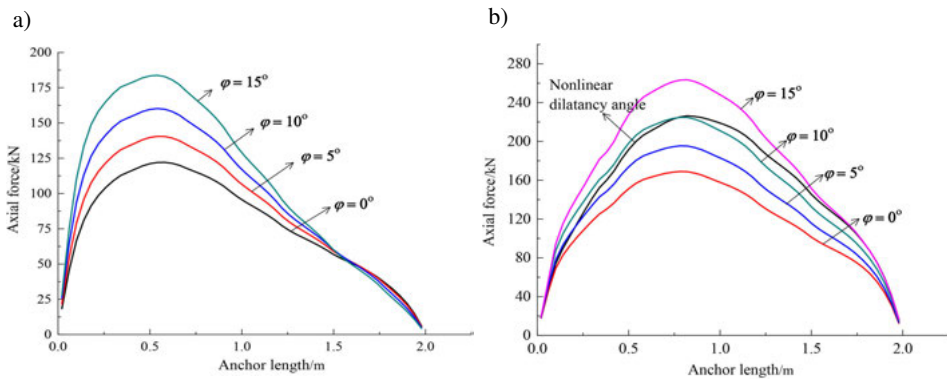 a)
200
175
150
125
100
75
50
25
0
Axial force/kN
φ = 15°
φ = 10°
φ = 5°
φ = 0°
0.0
0.5
1.0
1.5
2.0
Anchor length/m
b)
280
240
200
160
120
80
40
0
Axial force/kN
Nonlinear
dilatancy angle
φ = 15°
φ = 10°
φ = 5°
φ = 0°
0.0
0.5
1.0
1.5
2.0
Anchor length/m